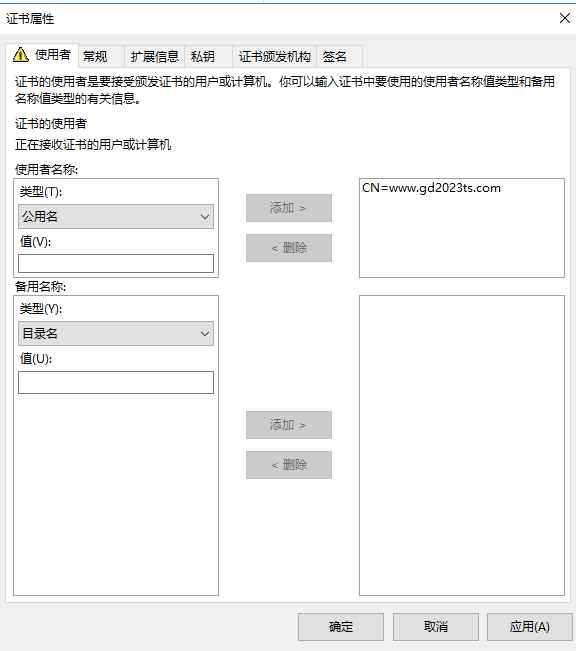 证书属性
使用者 常规 扩展信息 私钥 证书颁发机构 签名
证书的使用者是要接受颁发证书的用户或计算机。你可以输入证书中要使用的使用者名称值类型和备用
名称值类型的有关信息。
证书的使用者
正在接收证书的用户或计算机
使用者名称:
类型(T):
公用名
值(V):
添加 >
< 删除
CN=www.gd2023ts.com
备用名称:
类型(Y):
目录名
值(U):
添加 >
< 删除
确定 取消 应用(A)